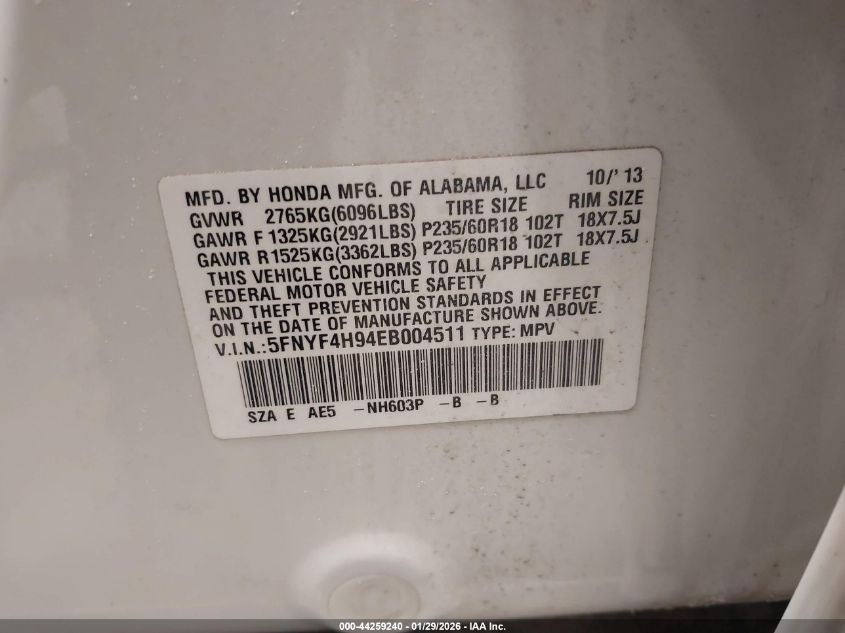 MFD. BY HONDA MFG. OF ALABAMA, LLC 10/' 13
GVWR 2765KG(6096LBS) TIRE SIZE RIM SIZE
GAWR F 1325KG(2921LBS) P235/60R18 102T 18X7.5J
GAWR R1525KG(3362LBS) P235/60R18 102T 18X7.5J
THIS VEHICLE CONFORMS TO ALL APPLICABLE
FEDERAL MOTOR VEHICLE SAFETY
AND THEFT PREVENTION STANDARDS IN EFFECT
ON THE DATE OF MANUFACTURE SHOWN ABOVE.
V.I.N.:5FNYF4H94EB004511 TYPE: MPV
SZA E AE5 -NH603P -B -B
000-44259240 - 01/29/2026 - IAA Inc.